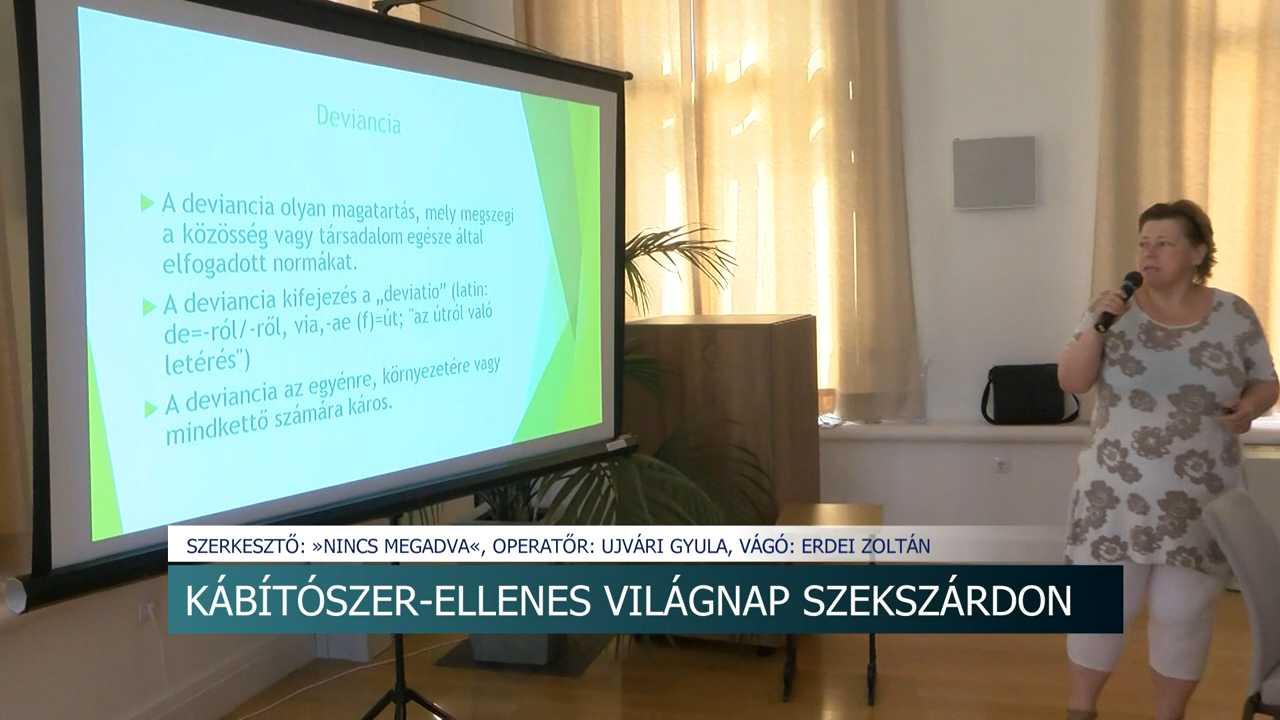 Deviancia
A deviancia olyan magatartás, mely megszegi
a közösség vagy társadalom egésze által
elfogadott normákat.
A deviancia kifejezés a „deviatio” (latin:
de=-ról/-ről, via,-ae (f)=út; "az útról való
letérés")
A deviancia az egyénre, környezetére vagy
mindkettő számára káros.
SZERKESZTŐ: »NINCS MEGADVA«, OPERATŐR: UJVÁRI GYULA, VÁGÓ: ERDEI ZOLTÁN
KÁBÍTÓSZER-ELLENES VILÁGNAP SZEKSZÁRDON